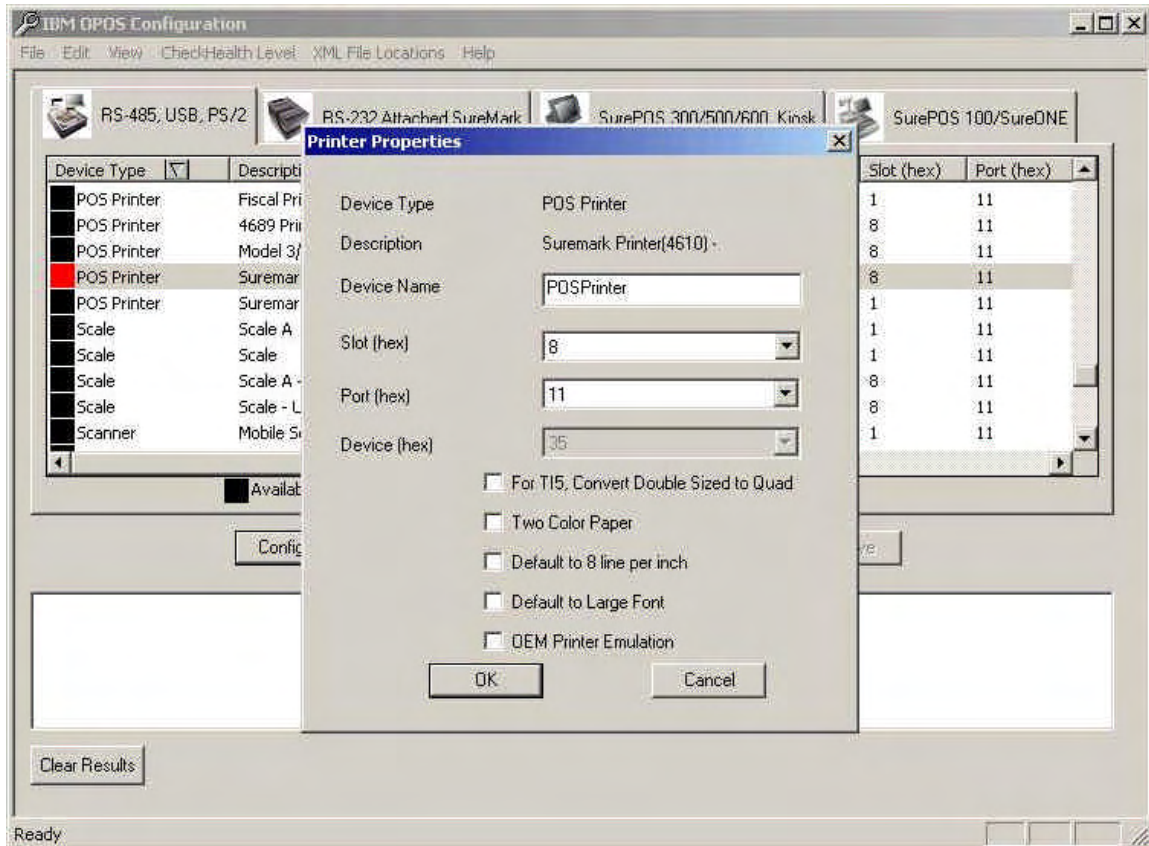 IBM OPOS Configuration
File Edit View CheckHealth Level XML File Locations Help
RS-485, USB, PS/2
RS-232 Attached SureMark
SurePOS 300/500/600, Kiosk
SurePOS 100/SureONE
Printer Properties
Device Type Descripti Slot (hex) Port (hex)
POS Printer Fiscal Pri 1 11
POS Printer 4689 Prin 8 11
POS Printer Model 3/ 8 11
POS Printer Suremar 8 11
POS Printer Suremar 1 11
Scale Scale A 1 11
Scale Scale 1 11
Scale Scale A - 8 11
Scale Scale - U 8 11
Scanner Mobile Sc 1 11
Availab
Device Type POS Printer
Description Suremark Printer(4610) -
Device Name POSPrinter
Slot (hex) 8
Port (hex) 11
Device (hex) 35
For TI5, Convert Double Sized to Quad
Two Color Paper
Default to 8 line per inch
Default to Large Font
OEM Printer Emulation
OK Cancel
Config
ve
Clear Results
Ready